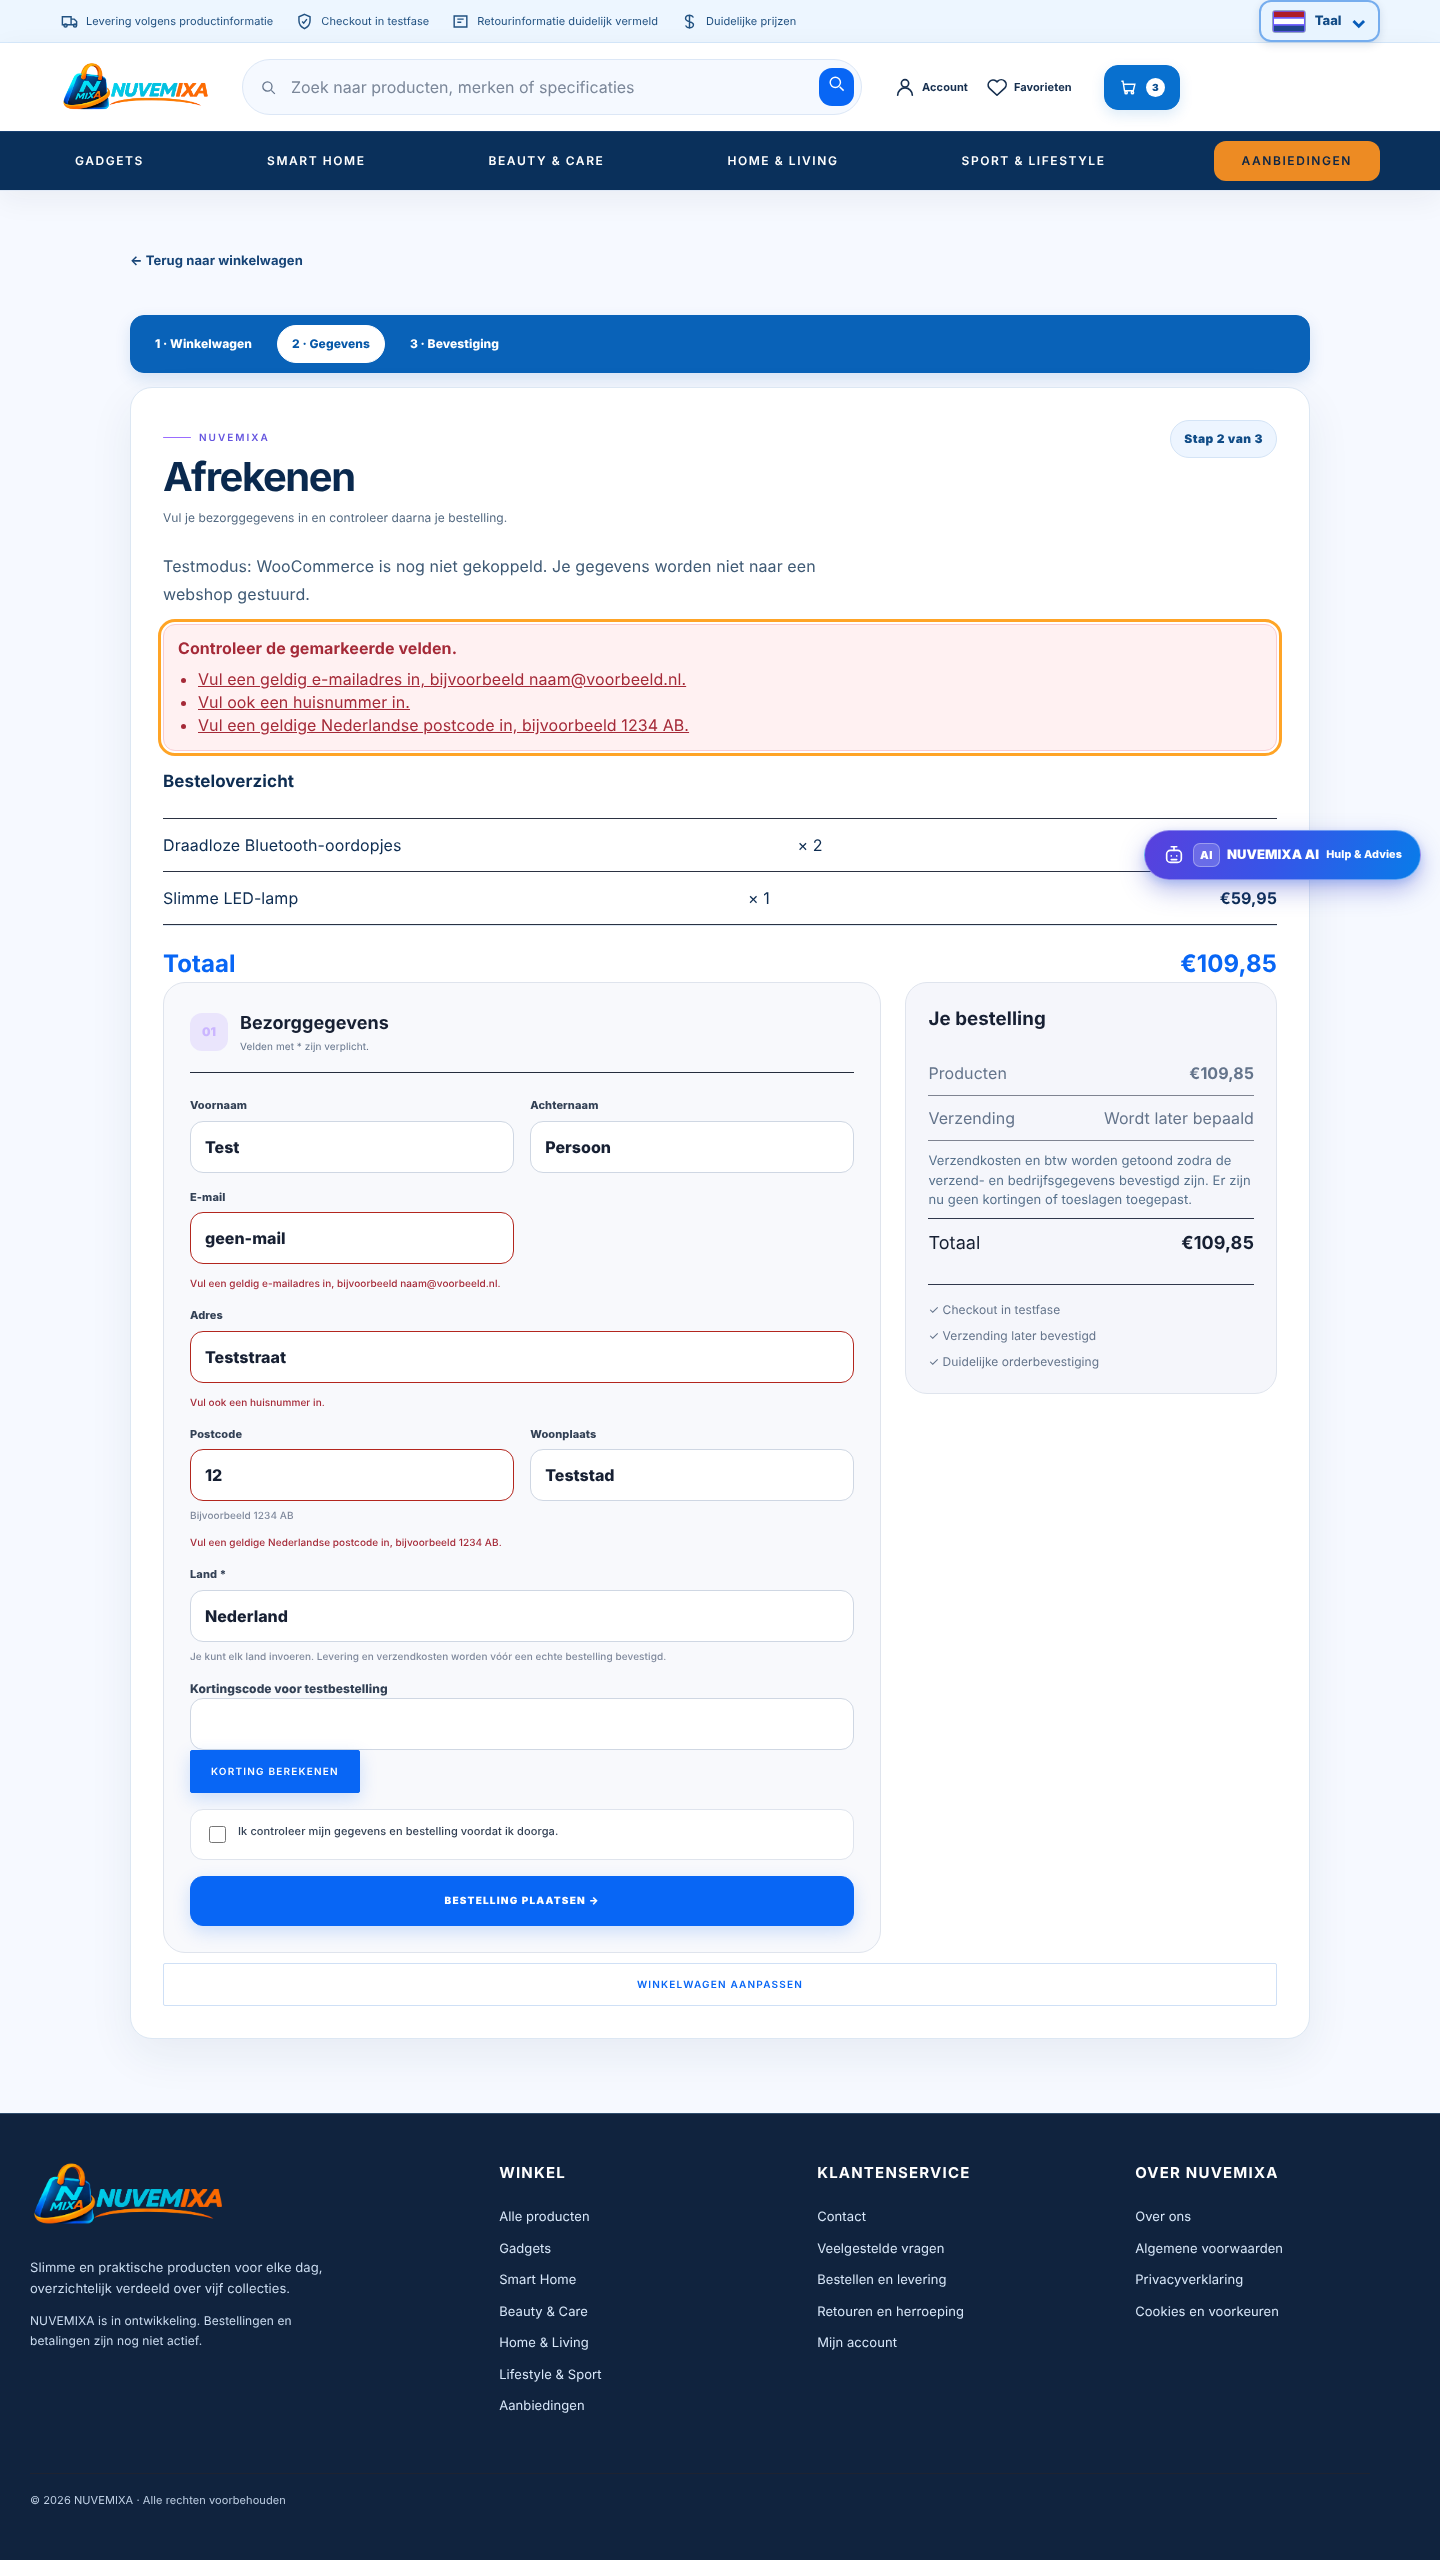 Levering volgens productinformatie
Checkout in testfase
Retourinformatie duidelijk vermeld
Duidelijke prijzen
Taal
NUVEMIXA
Zoek naar producten, merken of specificaties
Account
Favorieten
3
GADGETS
SMART HOME
BEAUTY & CARE
HOME & LIVING
SPORT & LIFESTYLE
AANBIEDINGEN
← Terug naar winkelwagen
1 · Winkelwagen
2 · Gegevens
3 · Bevestiging
NUVEMIXA
Stap 2 van 3
Afrekenen
Vul je bezorggegevens in en controleer daarna je bestelling.
Testmodus: WooCommerce is nog niet gekoppeld. Je gegevens worden niet naar een
webshop gestuurd.
Controleer de gemarkeerde velden.
• Vul een geldig e-mailadres in, bijvoorbeeld naam@voorbeeld.nl.
• Vul ook een huisnummer in.
• Vul een geldige Nederlandse postcode in, bijvoorbeeld 1234 AB.
Besteloverzicht
Draadloze Bluetooth-oordopjes × 2
AI NUVEMIXA AI Hulp & Advies
Slimme LED-lamp × 1 €59,95
Totaal €109,85
01
Bezorggegevens
Velden met * zijn verplicht.
Voornaam
Achternaam
Test
Persoon
E-mail
geen-mail
Vul een geldig e-mailadres in, bijvoorbeeld naam@voorbeeld.nl.
Adres
Teststraat
Vul ook een huisnummer in.
Postcode
Woonplaats
12
Teststad
Bijvoorbeeld 1234 AB
Vul een geldige Nederlandse postcode in, bijvoorbeeld 1234 AB.
Land *
Nederland
Je kunt elk land invoeren. Levering en verzendkosten worden vóór een echte bestelling bevestigd.
Kortingscode voor testbestelling
KORTING BEREKENEN
Ik controleer mijn gegevens en bestelling voordat ik doorga.
BESTELLING PLAATSEN →
Je bestelling
Producten €109,85
Verzending Wordt later bepaald
Verzendkosten en btw worden getoond zodra de
verzend- en bedrijfsgegevens bevestigd zijn. Er zijn
nu geen kortingen of toeslagen toegepast.
Totaal €109,85
✓ Checkout in testfase
✓ Verzending later bevestigd
✓ Duidelijke orderbevestiging
WINKELWAGEN AANPASSEN
NUVEMIXA
Slimme en praktische producten voor elke dag,
overzichtelijk verdeeld over vijf collecties.
NUVEMIXA is in ontwikkeling. Bestellingen en
betalingen zijn nog niet actief.
WINKEL
Alle producten
Gadgets
Smart Home
Beauty & Care
Home & Living
Lifestyle & Sport
Aanbiedingen
KLANTENSERVICE
Contact
Veelgestelde vragen
Bestellen en levering
Retouren en herroeping
Mijn account
OVER NUVEMIXA
Over ons
Algemene voorwaarden
Privacyverklaring
Cookies en voorkeuren
© 2026 NUVEMIXA · Alle rechten voorbehouden